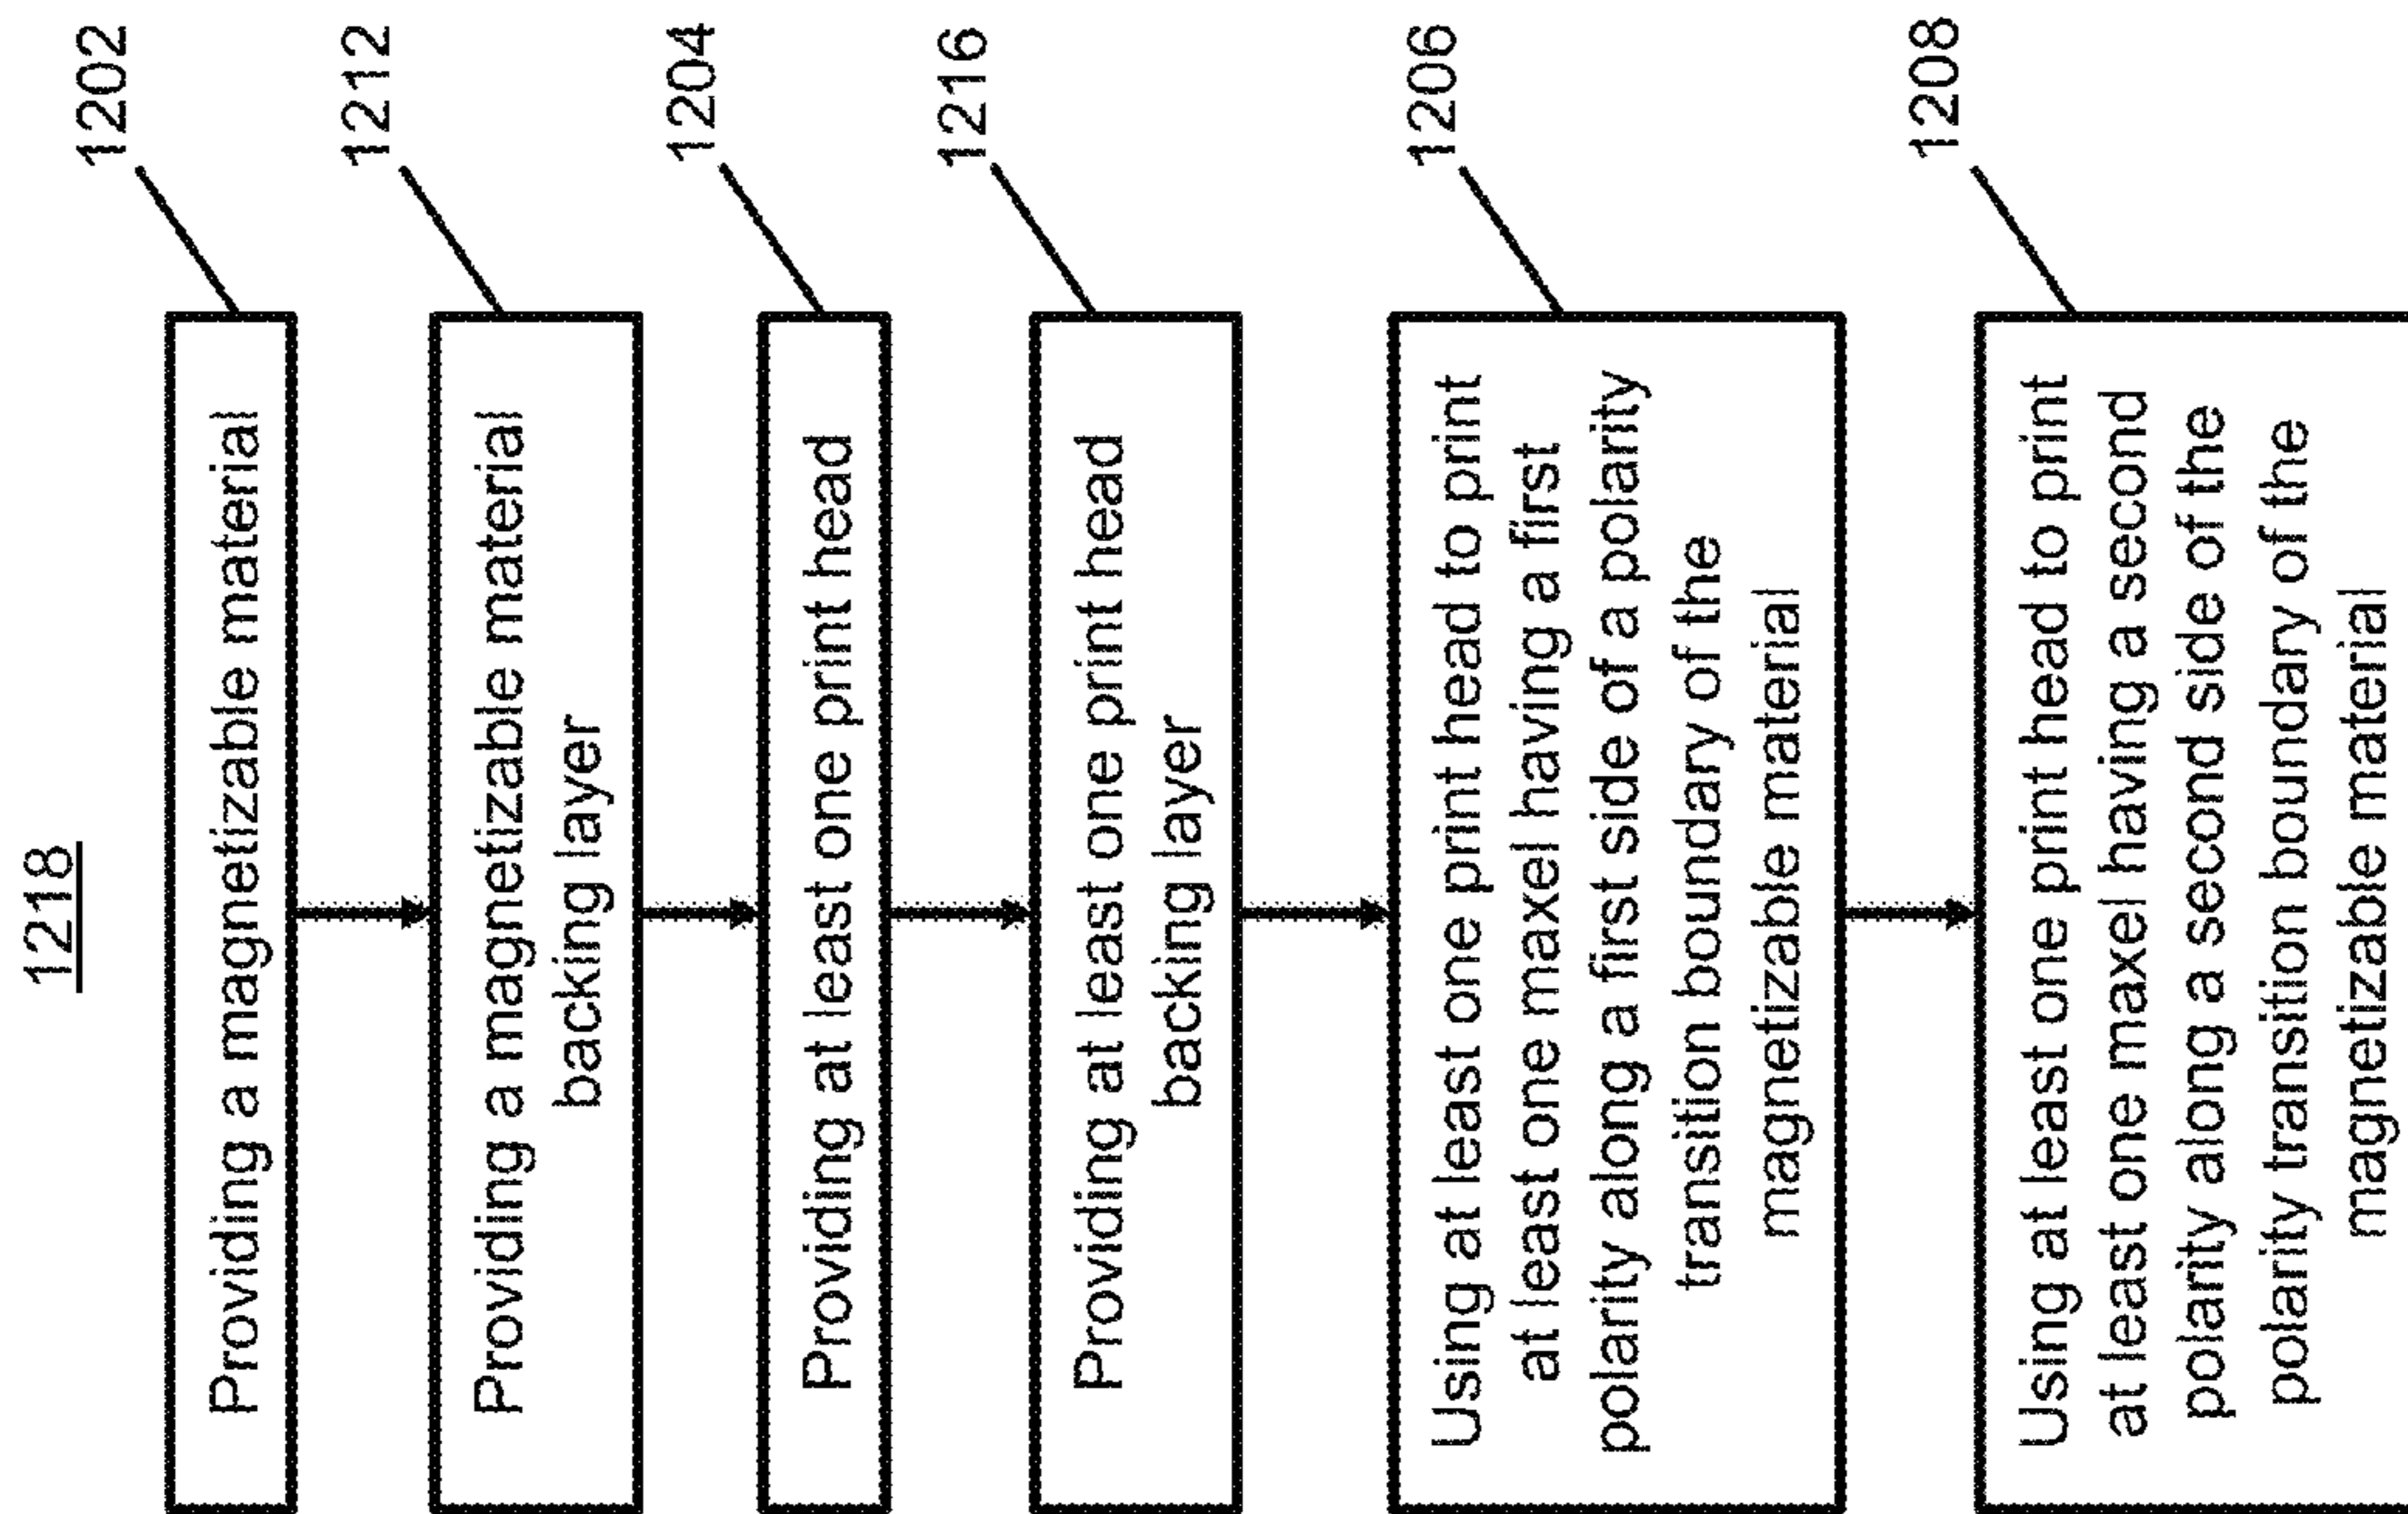 1218
Providing a magnetizable material
1202
Providing a magnetizable material
backing layer
1212
Providing at least one print head
1204
Providing at least one print head
backing layer
1216
Using at least one print head to print
at least one maxel having a first
polarity along a first side of a polarity
transition boundary of the
magnetizable material
1206
Using at least one print head to print
at least one maxel having a second
polarity along a second side of the
polarity transition boundary of the
magnetizable material
1208